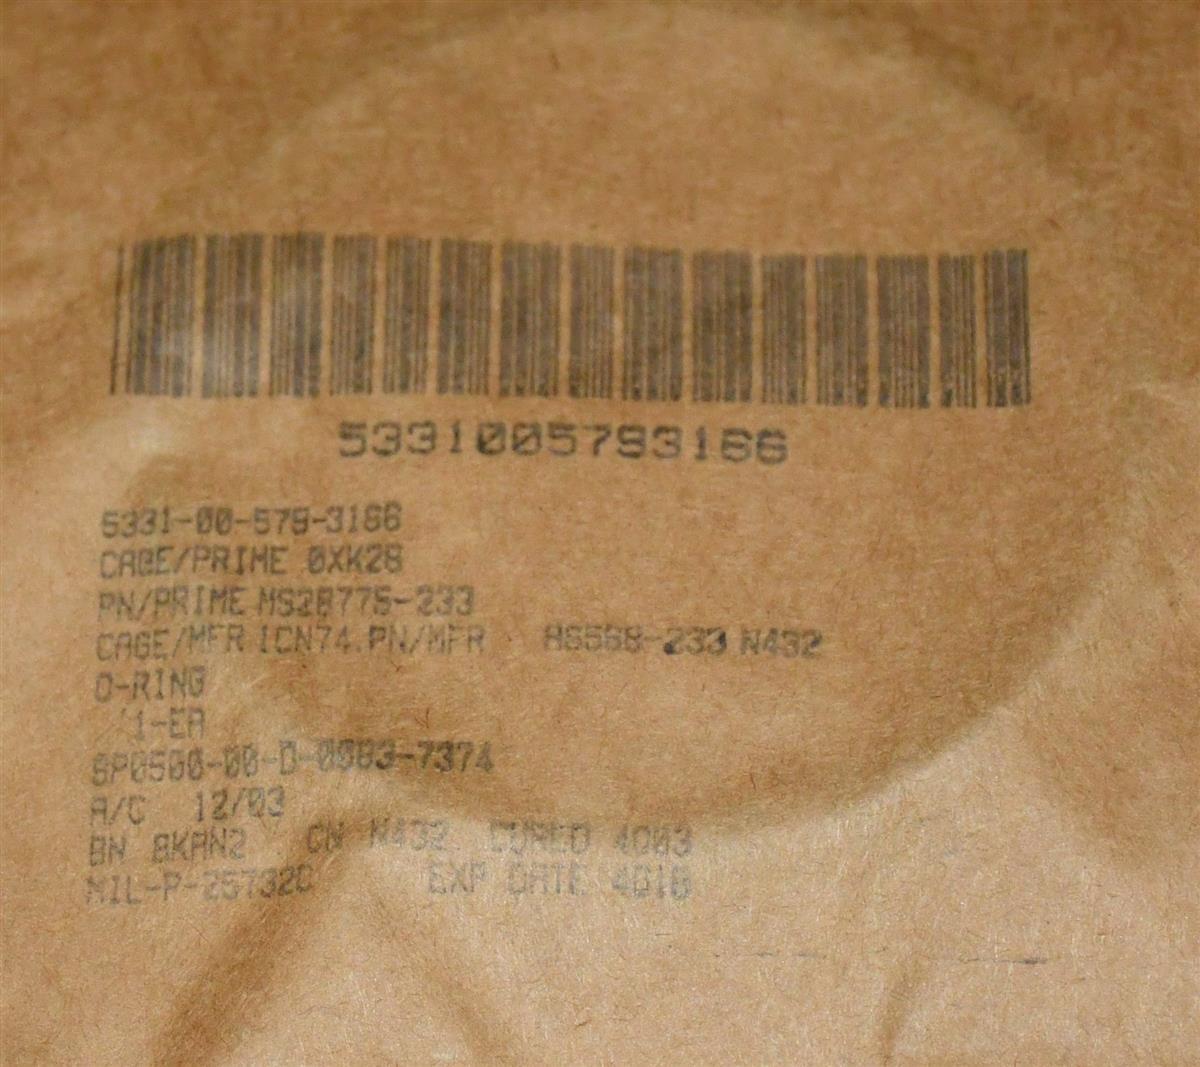 5331005793166
5331-00-579-3166
CAGE/PRIME 0XK28
PN/PRIME MS28775-233
CAGE/MFR 1CN74.PN/MFR AS568-233 N432
O-RING
1-EA
SP0500-00-D-0083-7374
A/C 12/03
BN 8KAN2 CN N432 CURED 4Q03
MIL-P-25732C EXP DATE 4Q18